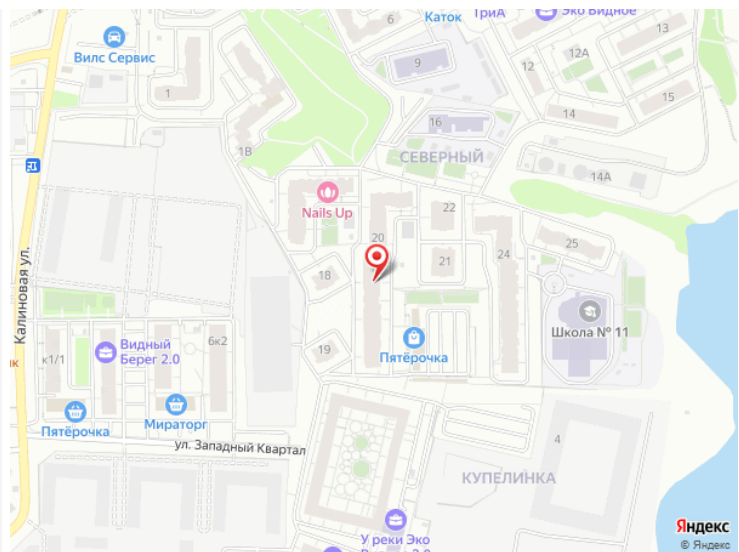 6
Каток
ТриА
Эко Видное
13
Вилс Сервис
9
12А
12
1
15
14
16
1В
СЕВЕРНЫЙ
14А
Nails Up
22
20
25
24
21
18
Калиновая ул.
Школа № 11
Видный
Берег 2.0
6к2
к1/1
Пятёрочка
19
Мираторг
Пятёрочка
ул. Западный Квартал
4
КУПЕЛИНКА
У реки Эко
Яндекс
© Яндекс